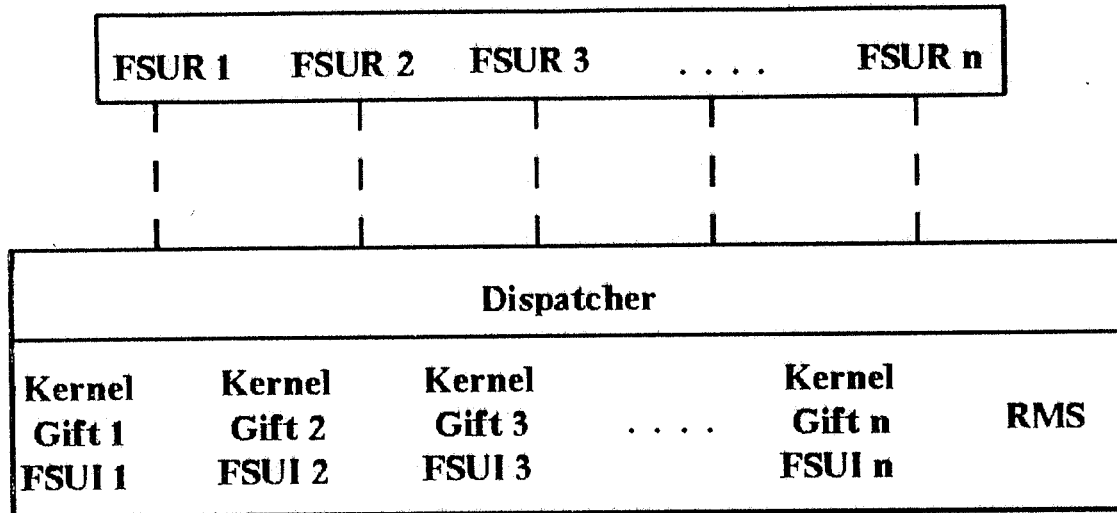 FSUR 1 FSUR 2 FSUR 3 . . . . FSUR n
Dispatcher
Kernel Kernel Kernel Kernel
Gift 1 Gift 2 Gift 3 . . . . Gift n RMS
FSUI 1 FSUI 2 FSUI 3 FSUI n